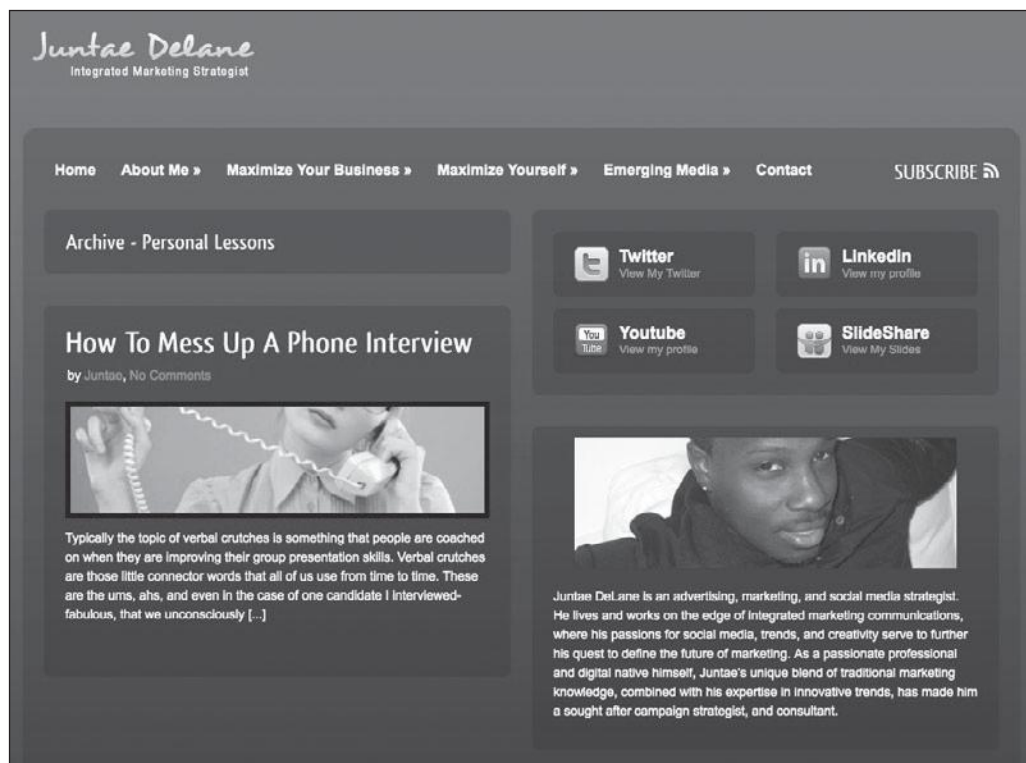 Juntae Delane
Integrated Marketing Strategist
Home About Me » Maximize Your Business » Maximize Yourself » Emerging Media » Contact SUBSCRIBE
Archive - Personal Lessons
How To Mess Up A Phone Interview
by Juntae, No Comments
Typically the topic of verbal crutches is something that people are coached
on when they are improving their group presentation skills. Verbal crutches
are those little connector words that all of us use from time to time. These
are the ums, ahs, and even in the case of one candidate I interviewed-
fabulous, that we unconsciously [...]
t Twitter
View My Twitter
in LinkedIn
View my profile
You Tube Youtube
View my profile
SlideShare
View My Slides
Juntae DeLane is an advertising, marketing, and social media strategist.
He lives and works on the edge of integrated marketing communications,
where his passions for social media, trends, and creativity serve to further
his quest to define the future of marketing. As a passionate professional
and digital native himself, Juntae's unique blend of traditional marketing
knowledge, combined with his expertise in innovative trends, has made him
a sought after campaign strategist, and consultant.